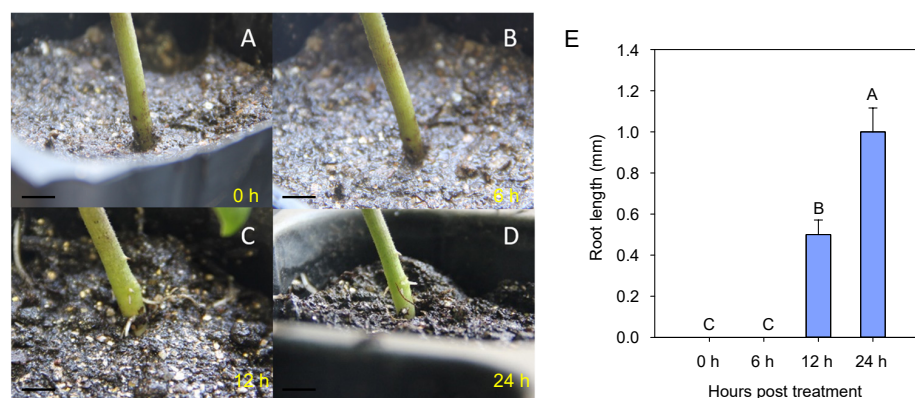 A
0 h
B
6 h
C
12 h
D
24 h
E
1.4
1.2
1.0
0.8
0.6
0.4
0.2
0.0
Root length (mm)
C
C
B
A
0 h
6 h
12 h
24 h
Hours post treatment